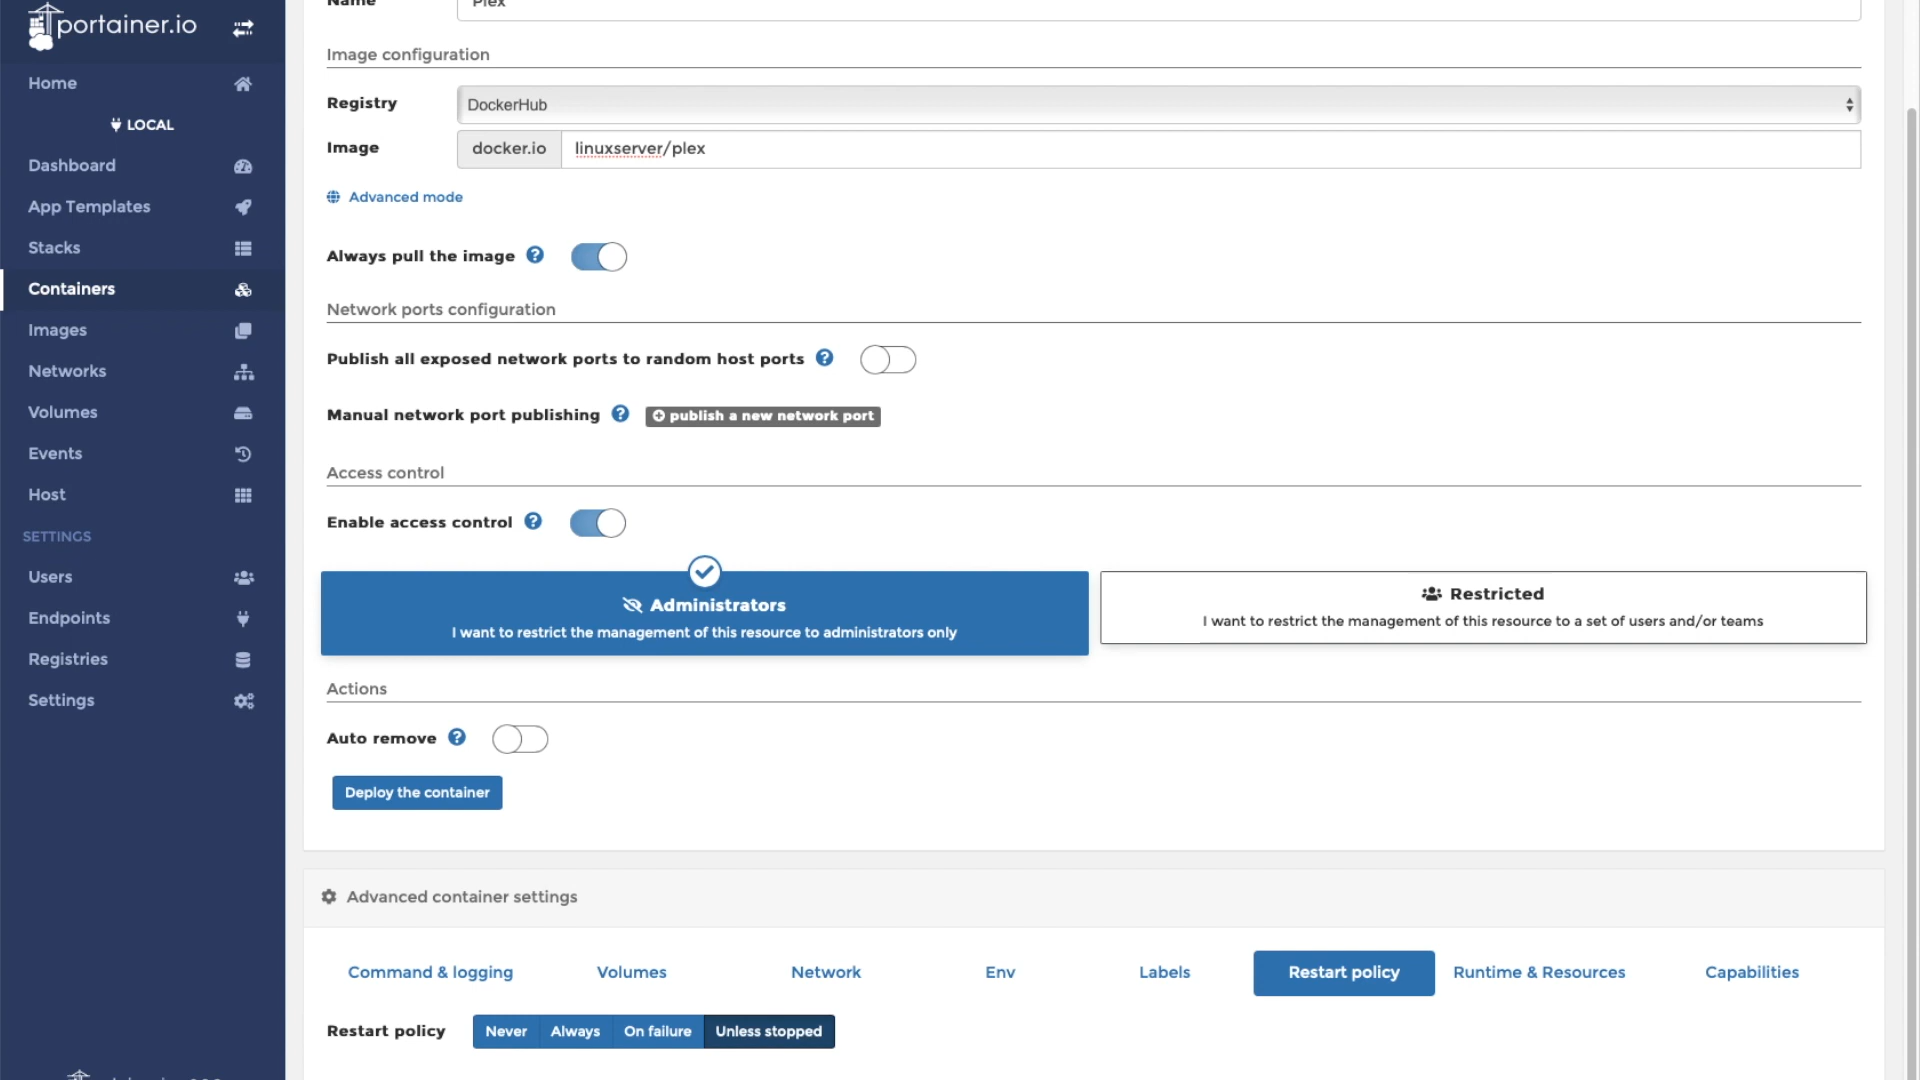 portainer.io
Home
LOCAL
Dashboard
App Templates
Stacks
Containers
Images
Networks
Volumes
Events
Host
SETTINGS
Users
Endpoints
Registries
Settings
Name Plex
Image configuration
Registry DockerHub
Image docker.io linuxserver/plex
Advanced mode
Always pull the image
Network ports configuration
Publish all exposed network ports to random host ports
Manual network port publishing publish a new network port
Access control
Enable access control
Administrators
I want to restrict the management of this resource to administrators only
Restricted
I want to restrict the management of this resource to a set of users and/or teams
Actions
Auto remove
Deploy the container
Advanced container settings
Command & logging Volumes Network Env Labels Restart policy Runtime & Resources Capabilities
Restart policy Never Always On failure Unless stopped